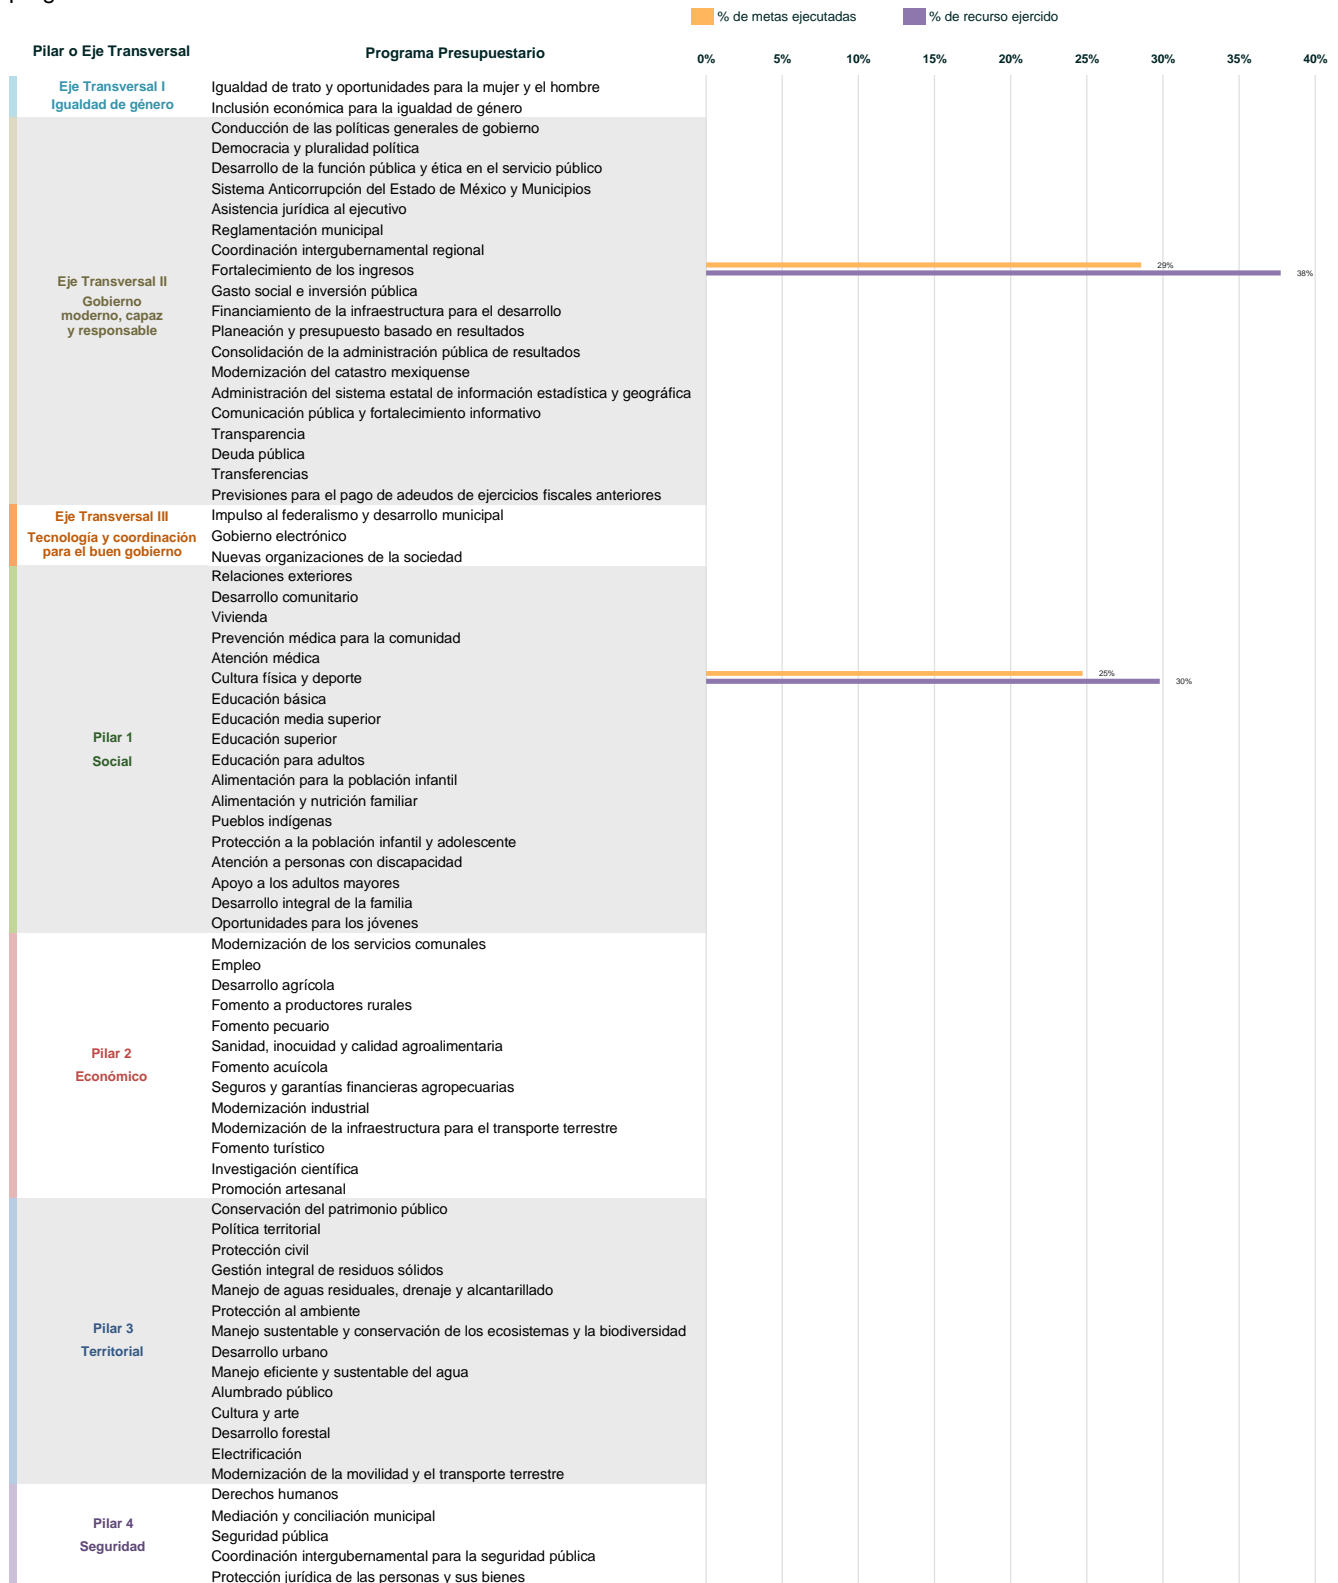 % de metas ejecutadas % de recurso ejercido
Pilar o Eje Transversal Programa Presupuestario 0% 5% 10% 15% 20% 25% 30% 35% 40%
Eje Transversal I
Igualdad de género
Igualdad de trato y oportunidades para la mujer y el hombre
Inclusión económica para la igualdad de género
Eje Transversal II
Gobierno
moderno, capaz
y responsable
Conducción de las políticas generales de gobierno
Democracia y pluralidad política
Desarrollo de la función pública y ética en el servicio público
Sistema Anticorrupción del Estado de México y Municipios
Asistencia jurídica al ejecutivo
Reglamentación municipal
Coordinación intergubernamental regional
Fortalecimiento de los ingresos
29%
38%
Gasto social e inversión pública
Financiamiento de la infraestructura para el desarrollo
Planeación y presupuesto basado en resultados
Consolidación de la administración pública de resultados
Modernización del catastro mexiquense
Administración del sistema estatal de información estadística y geográfica
Comunicación pública y fortalecimiento informativo
Transparencia
Deuda pública
Transferencias
Previsiones para el pago de adeudos de ejercicios fiscales anteriores
Eje Transversal III
Tecnología y coordinación
para el buen gobierno
Impulso al federalismo y desarrollo municipal
Gobierno electrónico
Nuevas organizaciones de la sociedad
Pilar 1
Social
Relaciones exteriores
Desarrollo comunitario
Vivienda
Prevención médica para la comunidad
Atención médica
Cultura física y deporte
25%
30%
Educación básica
Educación media superior
Educación superior
Educación para adultos
Alimentación para la población infantil
Alimentación y nutrición familiar
Pueblos indígenas
Protección a la población infantil y adolescente
Atención a personas con discapacidad
Apoyo a los adultos mayores
Desarrollo integral de la familia
Oportunidades para los jóvenes
Pilar 2
Económico
Modernización de los servicios comunales
Empleo
Desarrollo agrícola
Fomento a productores rurales
Fomento pecuario
Sanidad, inocuidad y calidad agroalimentaria
Fomento acuícola
Seguros y garantías financieras agropecuarias
Modernización industrial
Modernización de la infraestructura para el transporte terrestre
Fomento turístico
Investigación científica
Promoción artesanal
Pilar 3
Territorial
Conservación del patrimonio público
Política territorial
Protección civil
Gestión integral de residuos sólidos
Manejo de aguas residuales, drenaje y alcantarillado
Protección al ambiente
Manejo sustentable y conservación de los ecosistemas y la biodiversidad
Desarrollo urbano
Manejo eficiente y sustentable del agua
Alumbrado público
Cultura y arte
Desarrollo forestal
Electrificación
Modernización de la movilidad y el transporte terrestre
Pilar 4
Seguridad
Derechos humanos
Mediación y conciliación municipal
Seguridad pública
Coordinación intergubernamental para la seguridad pública
Protección jurídica de las personas y sus bienes